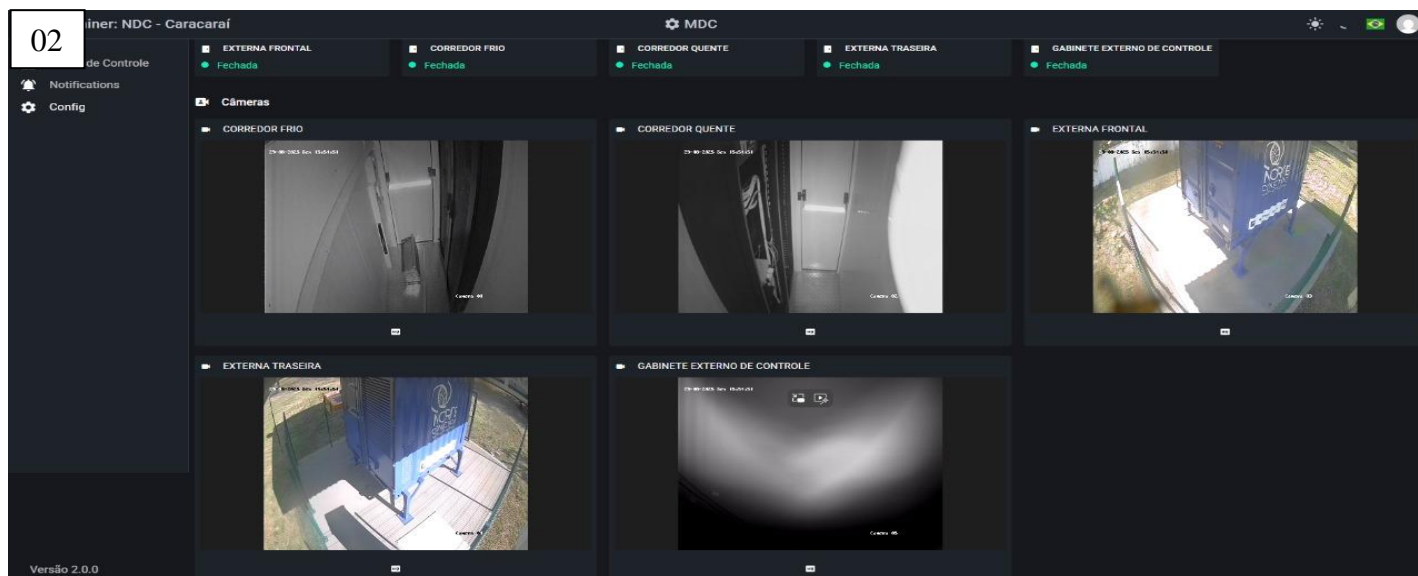 02
iner: NDC - Caracaraí
MDC
de Controle
Notifications
Config
EXTERNA FRONTAL
Fechada
CORREDOR FRIO
Fechada
CORREDOR QUENTE
Fechada
EXTERNA TRASEIRA
Fechada
GABINETE EXTERNO DE CONTROLE
Fechada
Câmeras
CORREDOR FRIO
CORREDOR QUENTE
EXTERNA FRONTAL
NORTE
EXTERNA TRASEIRA
NORTE
GABINETE EXTERNO DE CONTROLE
Versão 2.0.0